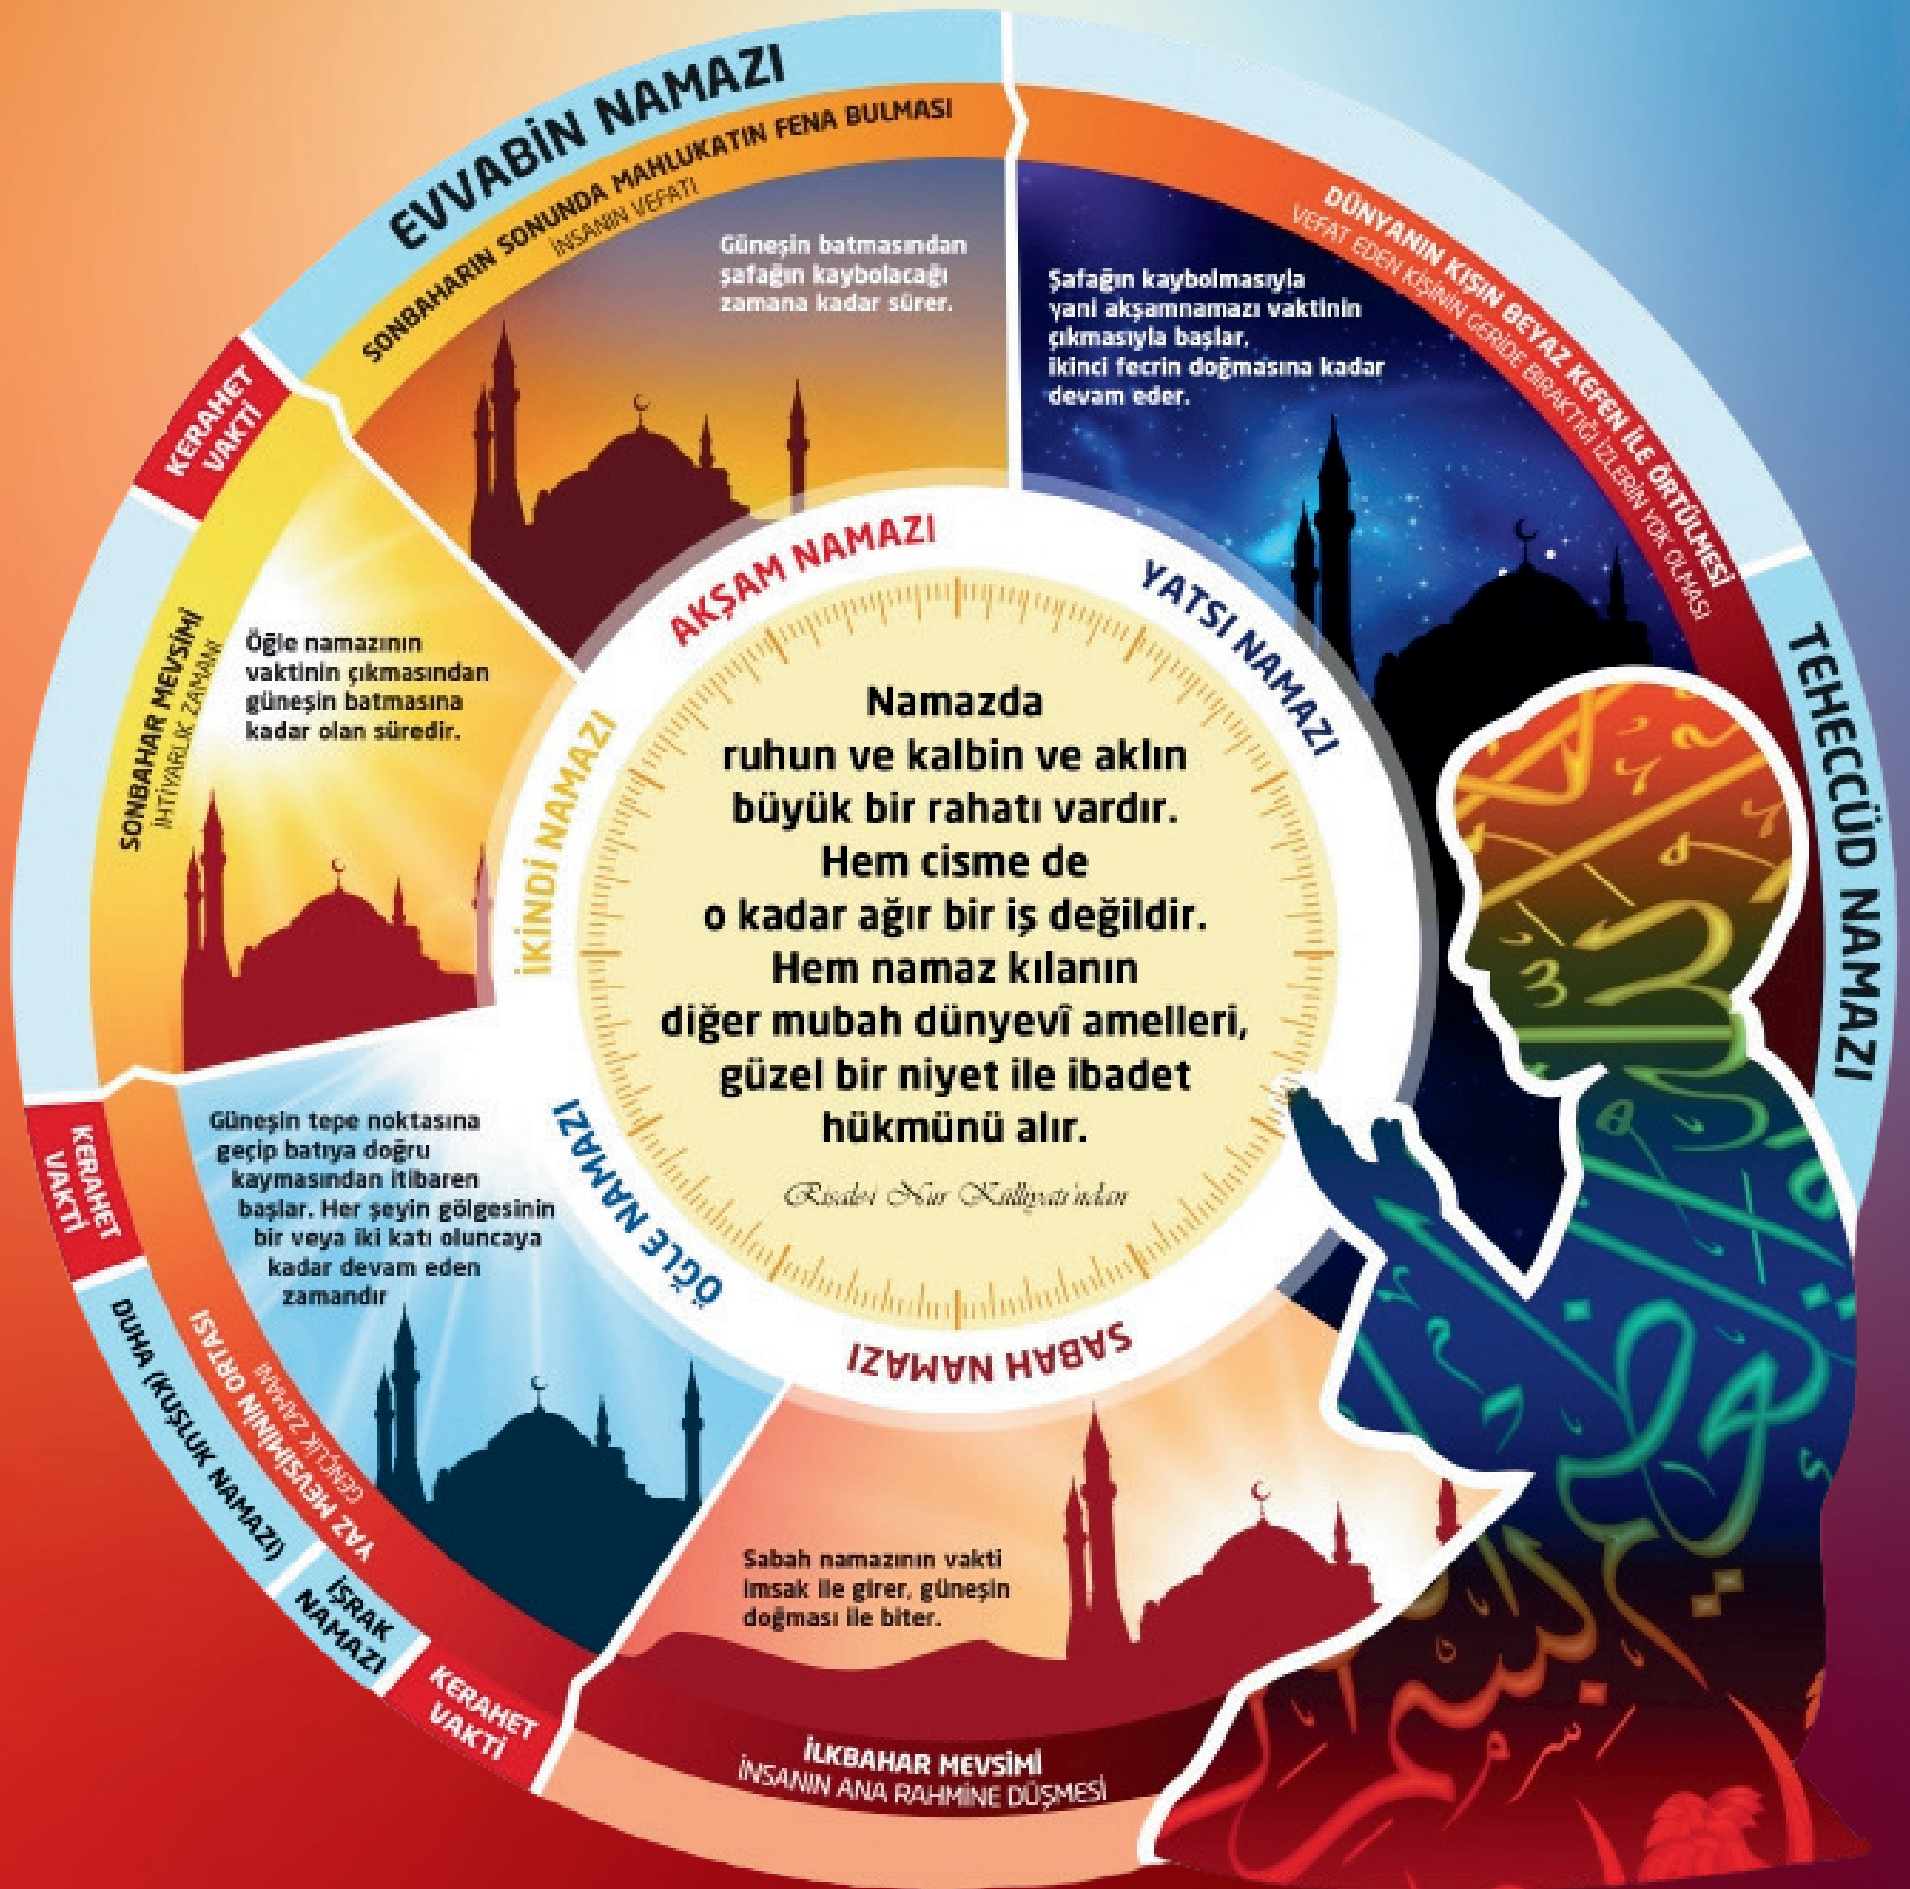 EVVABİN NAMAZI
SONBAHARIN SONUNDA MAHLUKATIN FENA BULMASI
İNSANIN VEFATI
Güneşin batmasından
şafağın kaybolacağı
zamana kadar sürer.
DÜNYANIN KIŞIN BEYAZ KEFEN İLE ÖRTÜLMESİ
VEFAT EDEN KİŞİNİN GERİDE BIRAKTIĞI İZLERİN YOK OLMASI
Şafağın kaybolmasıyla
yani akşamnamazı vaktinin
çıkmasıyla başlar.
ikinci fecrin doğmasına kadar
devam eder.
TEHECCÜD NAMAZI
KERAHET
VAKTİ
SONBAHAR MEVSİMİ
İHTİYARLIK ZAMANI
Öğle namazının
vaktinin çıkmasından
güneşin batmasına
kadar olan süredir.
AKŞAM NAMAZI
YATSI NAMAZI
İKİNDİ NAMAZI
ÖĞLE NAMAZI
SABAH NAMAZI
Namazda
ruhun ve kalbin ve aklın
büyük bir rahatı vardır.
Hem cisme de
o kadar ağır bir iş değildir.
Hem namaz kılanın
diğer mubah dünyevî amelleri,
güzel bir niyet ile ibadet
hükmünü alır.
Risale-i Nur Külliyatı'ndan
KERAHET
VAKTİ
Güneşin tepe noktasına
geçip batıya doğru
kaymasından itibaren
başlar. Her şeyin gölgesinin
bir veya iki katı oluncaya
kadar devam eden
zamandır
YAZ MEVSİMİNİN ORTASI
GENÇLİK ZAMANI
DUHA (KUŞLUK NAMAZI)
İŞRAK
NAMAZI
KERAHET
VAKTİ
Sabah namazının vakti
imsak ile girer, güneşin
doğması ile biter.
İLKBAHAR MEVSİMİ
İNSANIN ANA RAHMİNE DÜŞMESİ